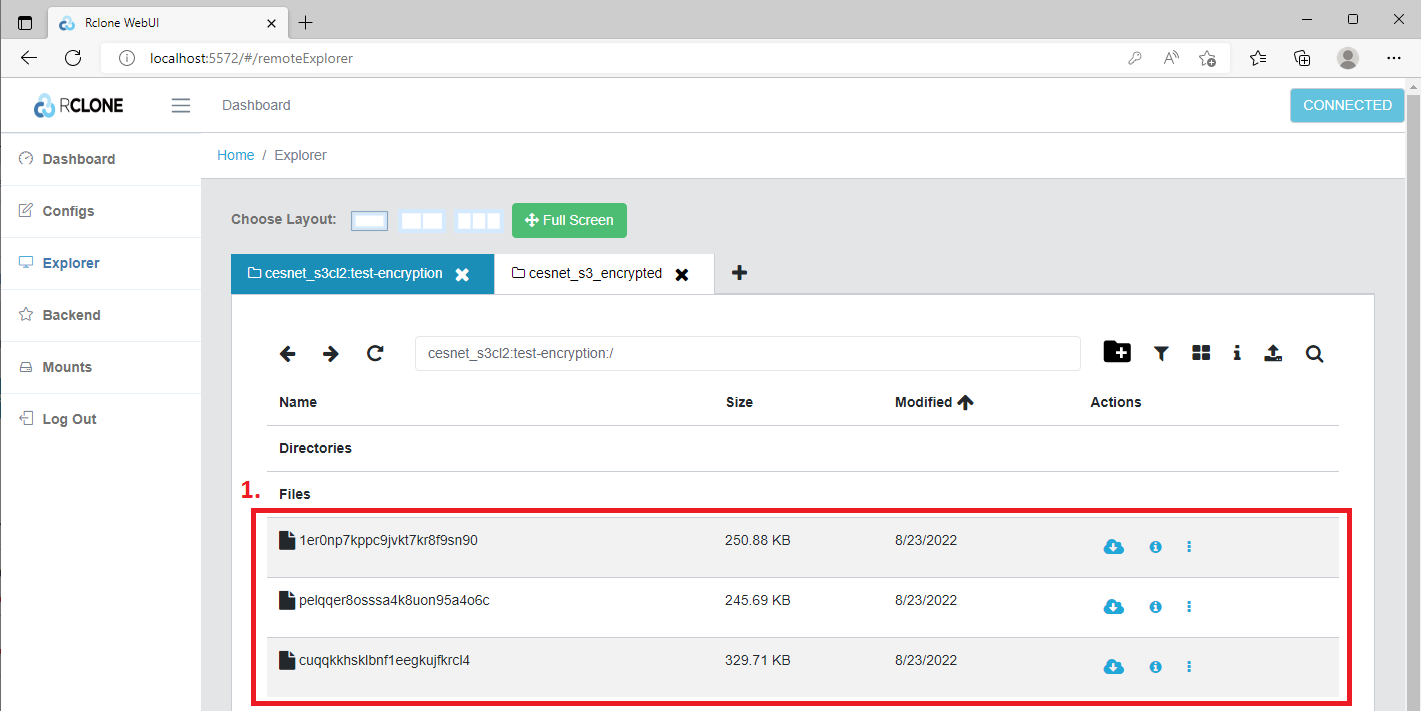 Rclone WebUI
localhost:5572/#/remoteExplorer
RCLONE
Dashboard
CONNECTED
Dashboard
Configs
Explorer
Backend
Mounts
Log Out
Home / Explorer
Choose Layout:
Full Screen
cesnet_s3cl2:test-encryption
cesnet_s3_encrypted
cesnet_s3cl2:test-encryption:/
Name Size Modified Actions
Directories
1. Files
1er0np7kppc9jvkt7kr8f9sn90 250.88 KB 8/23/2022
pelqqer8osssa4k8uon95a4o6c 245.69 KB 8/23/2022
cuqqkkhsklbnf1eegkujfkrcl4 329.71 KB 8/23/2022